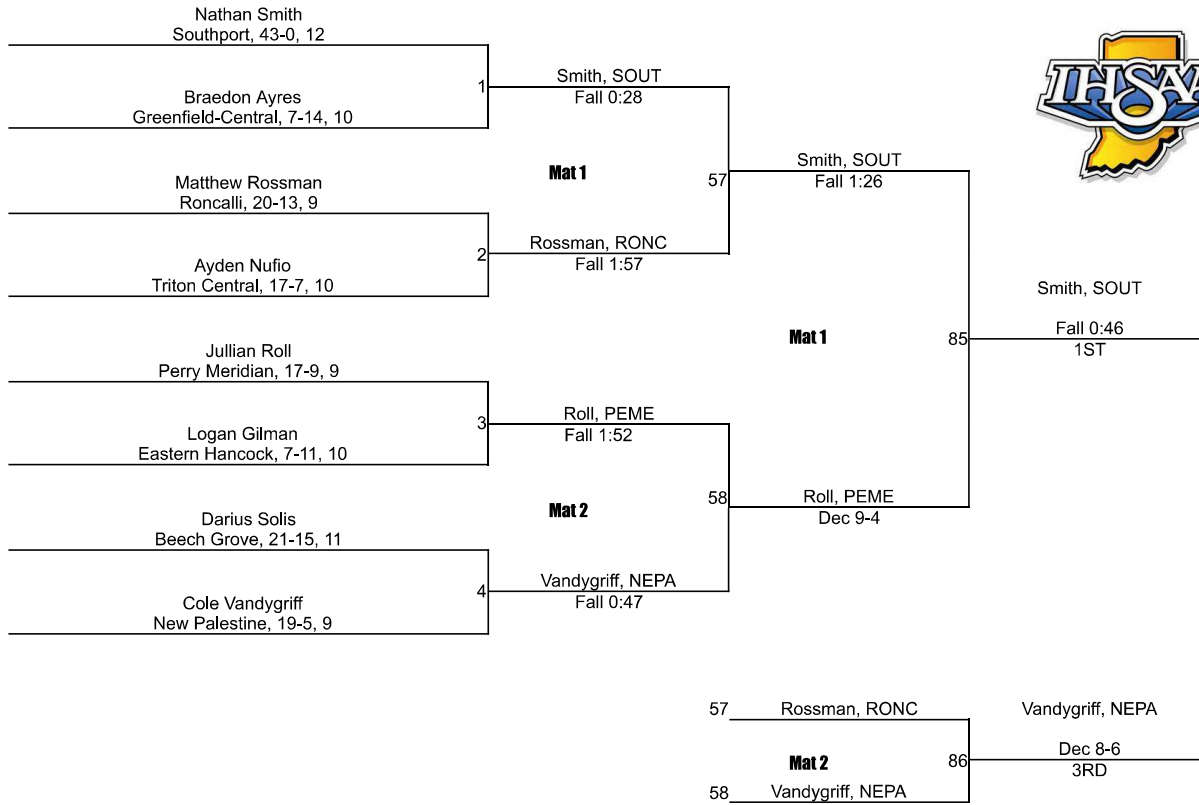 Nathan Smith
Southport, 43-0, 12
Braedon Ayres
Greenfield-Central, 7-14, 10
Matthew Rossman
Roncalli, 20-13, 9
Ayden Nufio
Triton Central, 17-7, 10
Jullian Roll
Perry Meridian, 17-9, 9
Logan Gilman
Eastern Hancock, 7-11, 10
Darius Solis
Beech Grove, 21-15, 11
Cole Vandygriff
New Palestine, 19-5, 9
1
Smith, SOUT
Fall 0:28
Mat 1
2
Rossman, RONC
Fall 1:57
3
Roll, PEME
Fall 1:52
Mat 2
4
Vandygriff, NEPA
Fall 0:47
57
Smith, SOUT
Fall 1:26
Mat 1
58
Roll, PEME
Dec 9-4
IHSAA
85
Smith, SOUT
Fall 0:46
1ST
57
Rossman, RONC
Mat 2
58
Vandygriff, NEPA
86
Vandygriff, NEPA
Dec 8-6
3RD